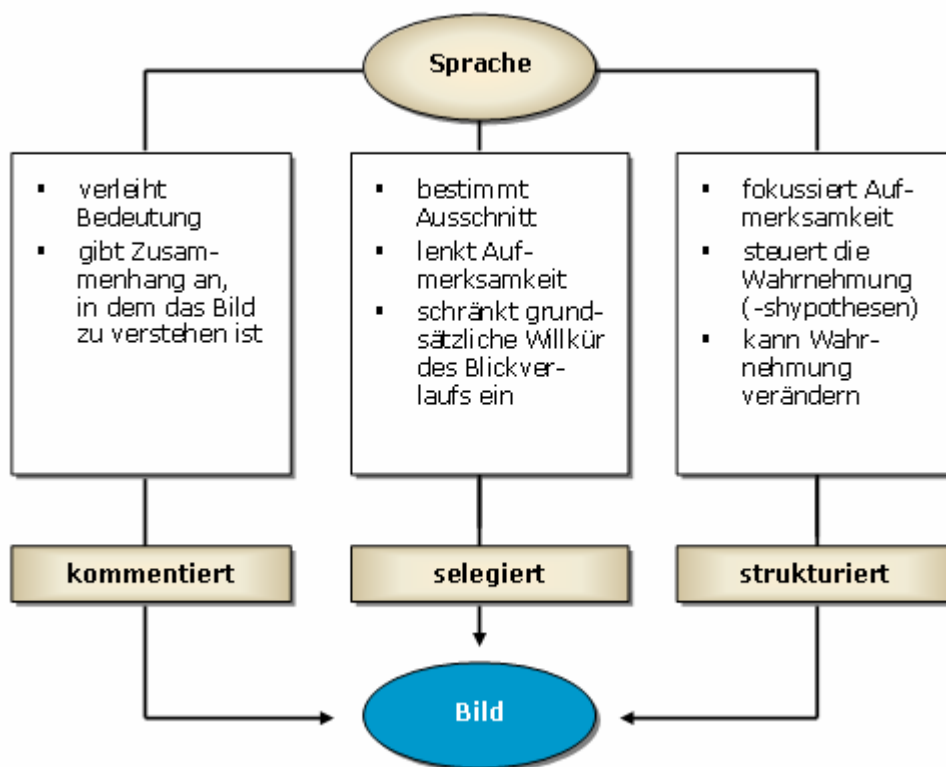 Sprache
▪ verleiht
Bedeutung
▪ gibt Zusam-
menhang an,
in dem das Bild
zu verstehen ist
▪ bestimmt
Ausschnitt
▪ lenkt Auf-
merksamkeit
▪ schränkt grund-
sätzliche Willkür
des Blickver-
laufs ein
▪ fokussiert Auf-
merksamkeit
▪ steuert die
Wahrnehmung
(-shypothesen)
▪ kann Wahr-
nehmung
verändern
kommentiert
selegiert
strukturiert
Bild